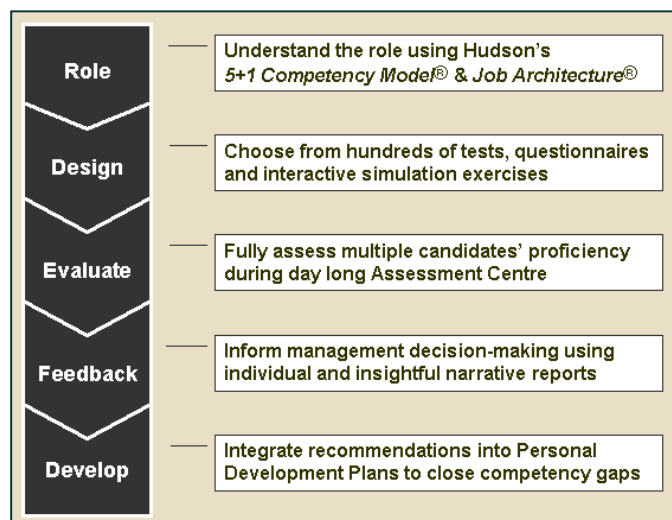 Role
Understand the role using Hudson's
5+1 Competency Model® & Job Architecture®
Design
Choose from hundreds of tests, questionnaires
and interactive simulation exercises
Evaluate
Fully assess multiple candidates' proficiency
during day long Assessment Centre
Feedback
Inform management decision-making using
individual and insightful narrative reports
Develop
Integrate recommendations into Personal
Development Plans to close competency gaps